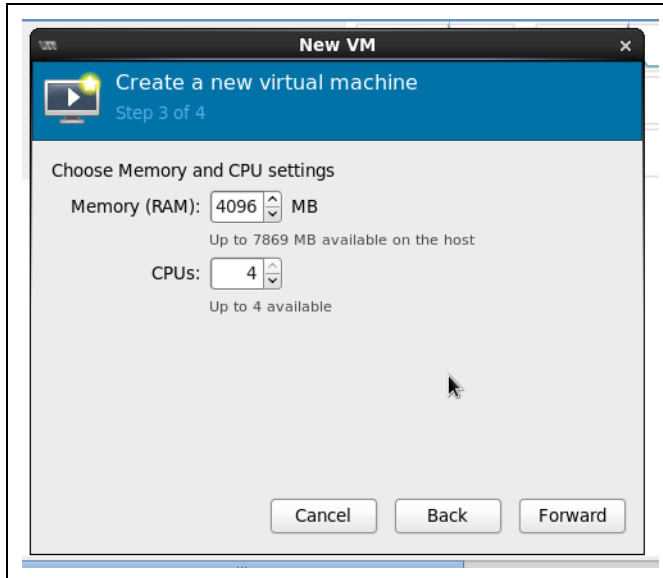 New VM
Create a new virtual machine
Step 3 of 4
Choose Memory and CPU settings
Memory (RAM): 4096 MB
Up to 7869 MB available on the host
CPUs: 4
Up to 4 available
Cancel Back Forward